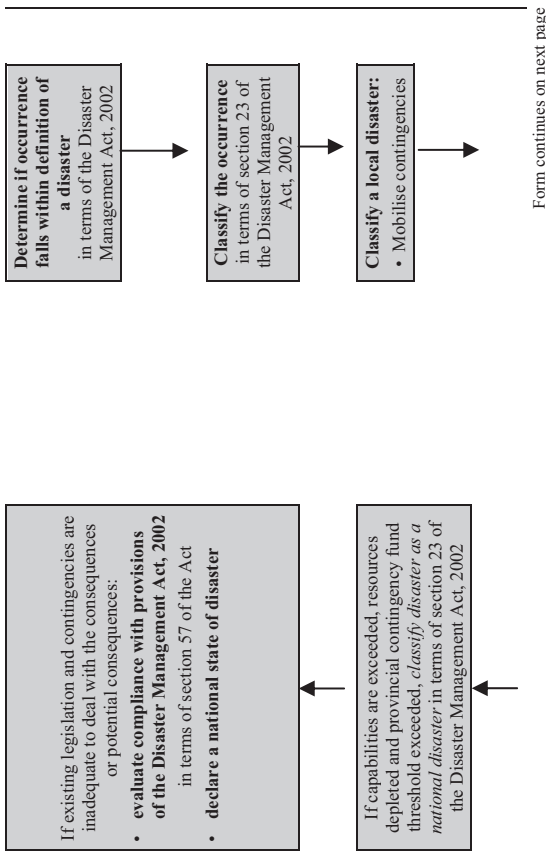 If existing legislation and contingencies are
inadequate to deal with the consequences
or potential consequences:
• evaluate compliance with provisions
of the Disaster Management Act, 2002
in terms of section 57 of the Act
• declare a national state of disaster
If capabilities are exceeded, resources
depleted and provincial contingency fund
threshold exceeded, classify disaster as a
national disaster in terms of section 23 of
the Disaster Management Act, 2002
Determine if occurrence
falls within definition of
a disaster
in terms of the Disaster
Management Act, 2002
Classify the occurrence
in terms of section 23 of
the Disaster Management
Act, 2002
Classify a local disaster:
• Mobilise contingencies
Form continues on next page